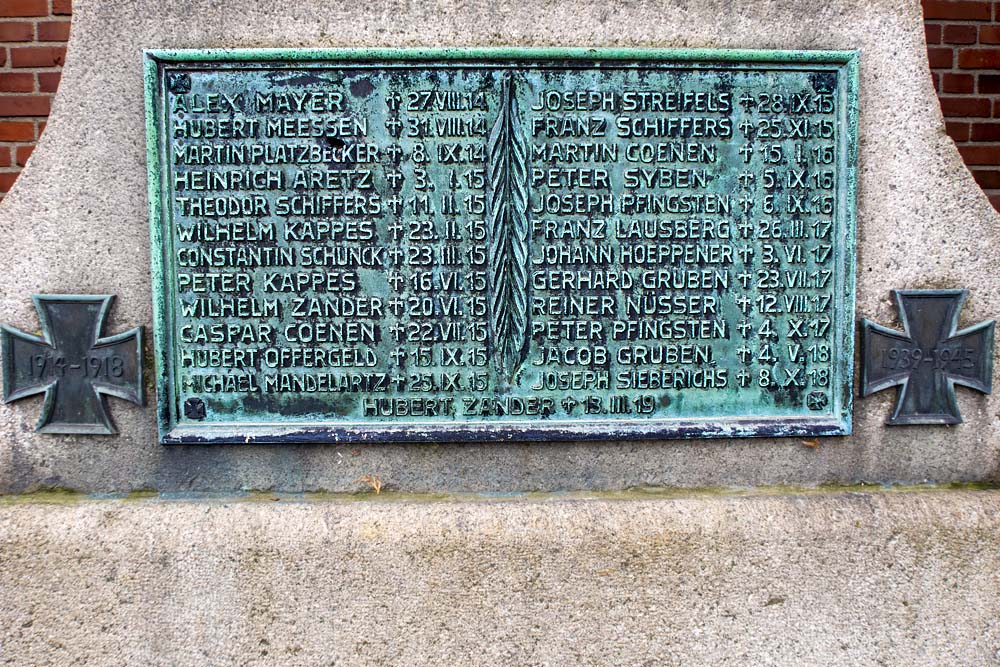 ALEX MAYER ✝ 27.VIII.14
HUBERT MEESSEN ✝ 31.VIII.14
MARTIN PLATZBECKER ✝ 8.IX.14
HEINRICH ARETZ ✝ 3. I.15
THEODOR SCHIFFERS ✝ 11. II.15
WILHELM KAPPES ✝ 23. II.15
CONSTANTIN SCHUNCK ✝ 23.III.15
PETER KAPPES ✝ 16.VI.15
WILHELM ZANDER ✝ 20.VI.15
CASPAR COENEN ✝ 22.VII.15
HUBERT OFFERGELD ✝ 15.IX.15
MICHAEL MANDELARTZ ✝ 25.IX.15
JOSEPH STREIFELS ✝ 28.IX.15
FRANZ SCHIFFERS ✝ 25.XI.15
MARTIN COENEN ✝ 15. I.16
PETER SYBEN ✝ 5.IX.15
JOSEPH PFINGSTEN ✝ 6.IX.16
FRANZ LAUSBERG ✝ 26.III.17
JOHANN HOEPPENER ✝ 3.VI.17
GERHARD GRUBEN ✝ 23.VII.17
REINER NÜSSER ✝ 12.VIII.17
PETER PFINGSTEN ✝ 4.X.17
JACOB GRUBEN ✝ 4.V.18
JOSEPH SIEBERICHS ✝ 8.IX.18
HUBERT ZANDER ✝ 13.III.19
1914-1918
1939-1945